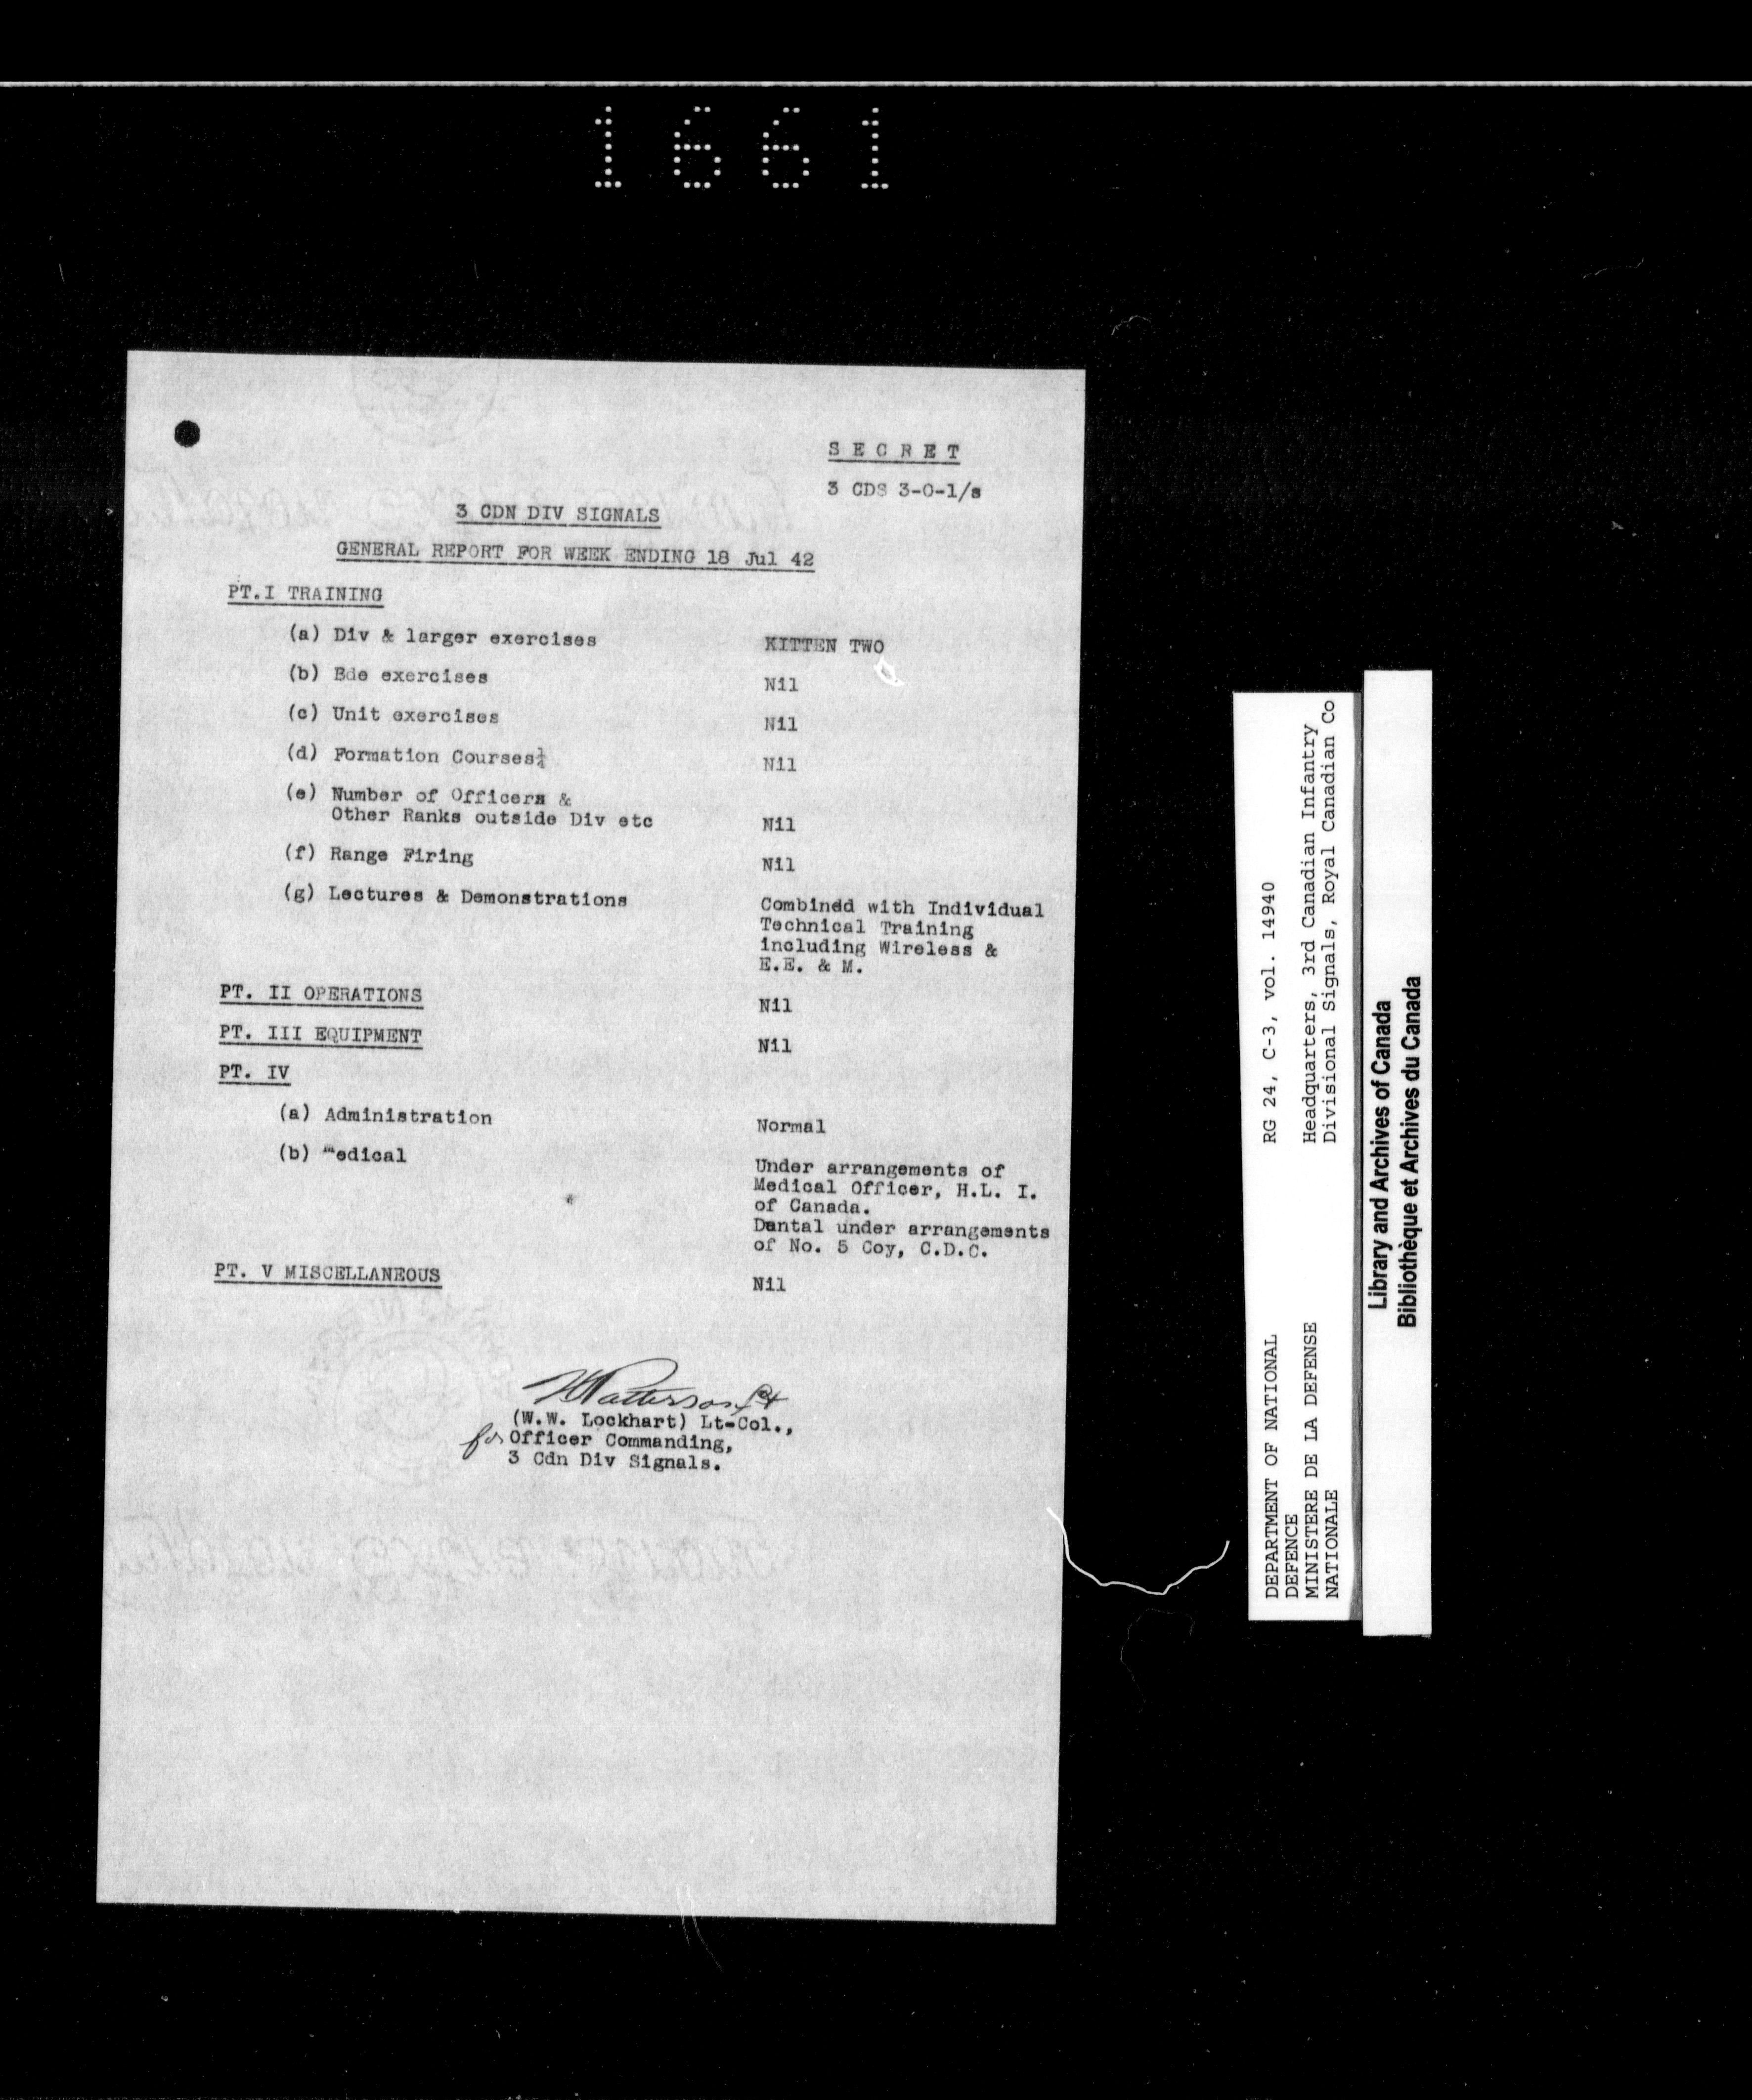 1661
S E C R E T
3 CDS 3-0-1/s
3 CDN DIV SIGNALS
GENERAL REPORT FOR WEEK ENDING 18 Jul 42
PT.I TRAINING
(a) Div & larger exercises KITTEN TWO
(b) Bde exercises Nil
(c) Unit exercises Nil
(d) Formation Courses Nil
(e) Number of Officers &
Other Ranks outside Div etc Nil
(f) Range Firing Nil
(g) Lectures & Demonstrations Combined with Individual
Technical Training
including Wireless &
E.E. & M.
PT. II OPERATIONS Nil
PT. III EQUIPMENT Nil
PT. IV
(a) Administration Normal
(b) Medical Under arrangements of
Medical Officer, H.L. I.
of Canada.
Dental under arrangements
of No. 5 Coy, C.D.C.
PT. V MISCELLANEOUS Nil
Patterson Lt
(W.W. Lockhart) Lt-Col.,
for Officer Commanding,
3 Cdn Div Signals.
DEPARTMENT OF NATIONAL
DEFENCE
MINISTERE DE LA DEFENSE
NATIONALE
RG 24, C-3, vol. 14940
Headquarters, 3rd Canadian Infantry
Divisional Signals, Royal Canadian Co
Library and Archives of Canada
Bibliothèque et Archives du Canada